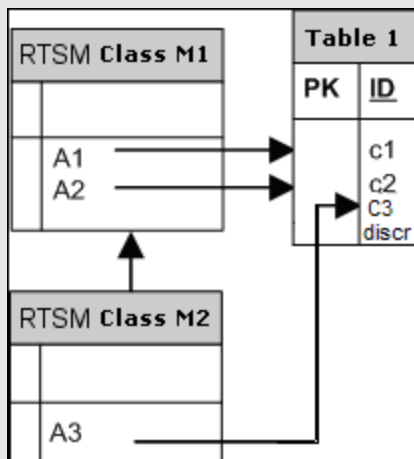 RTSM Class M1
A1
A2
Table 1
PK ID
c1
c2
C3
discr
RTSM Class M2
A3